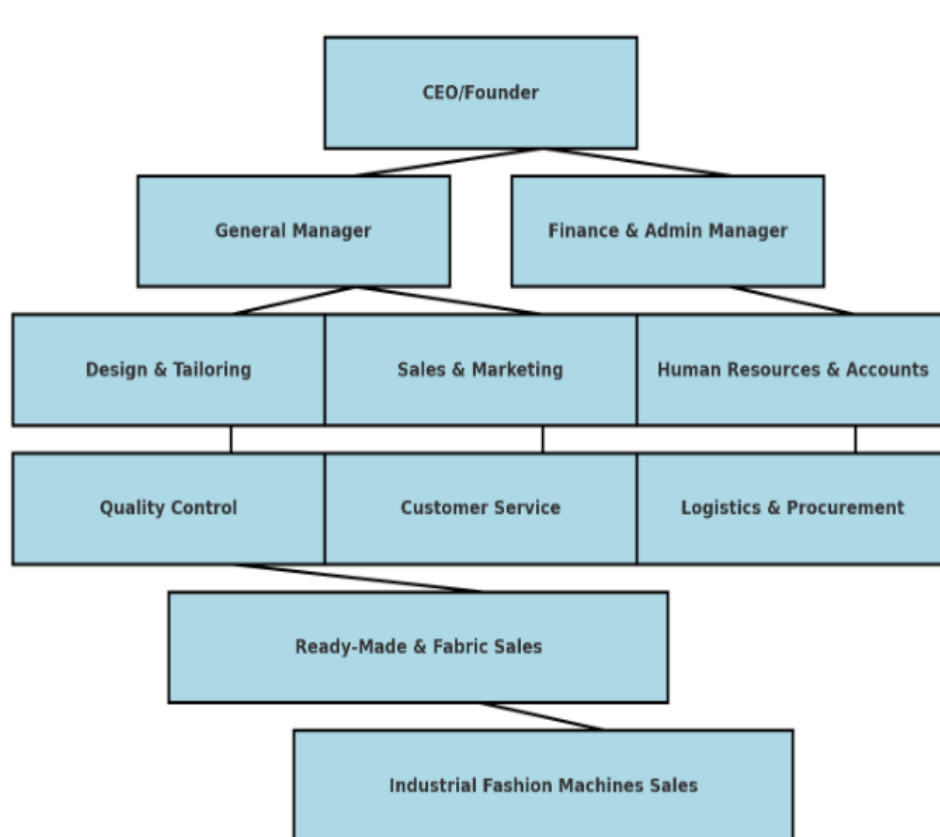 CEO/Founder
General Manager
Finance & Admin Manager
Design & Tailoring
Sales & Marketing
Human Resources & Accounts
Quality Control
Customer Service
Logistics & Procurement
Ready-Made & Fabric Sales
Industrial Fashion Machines Sales